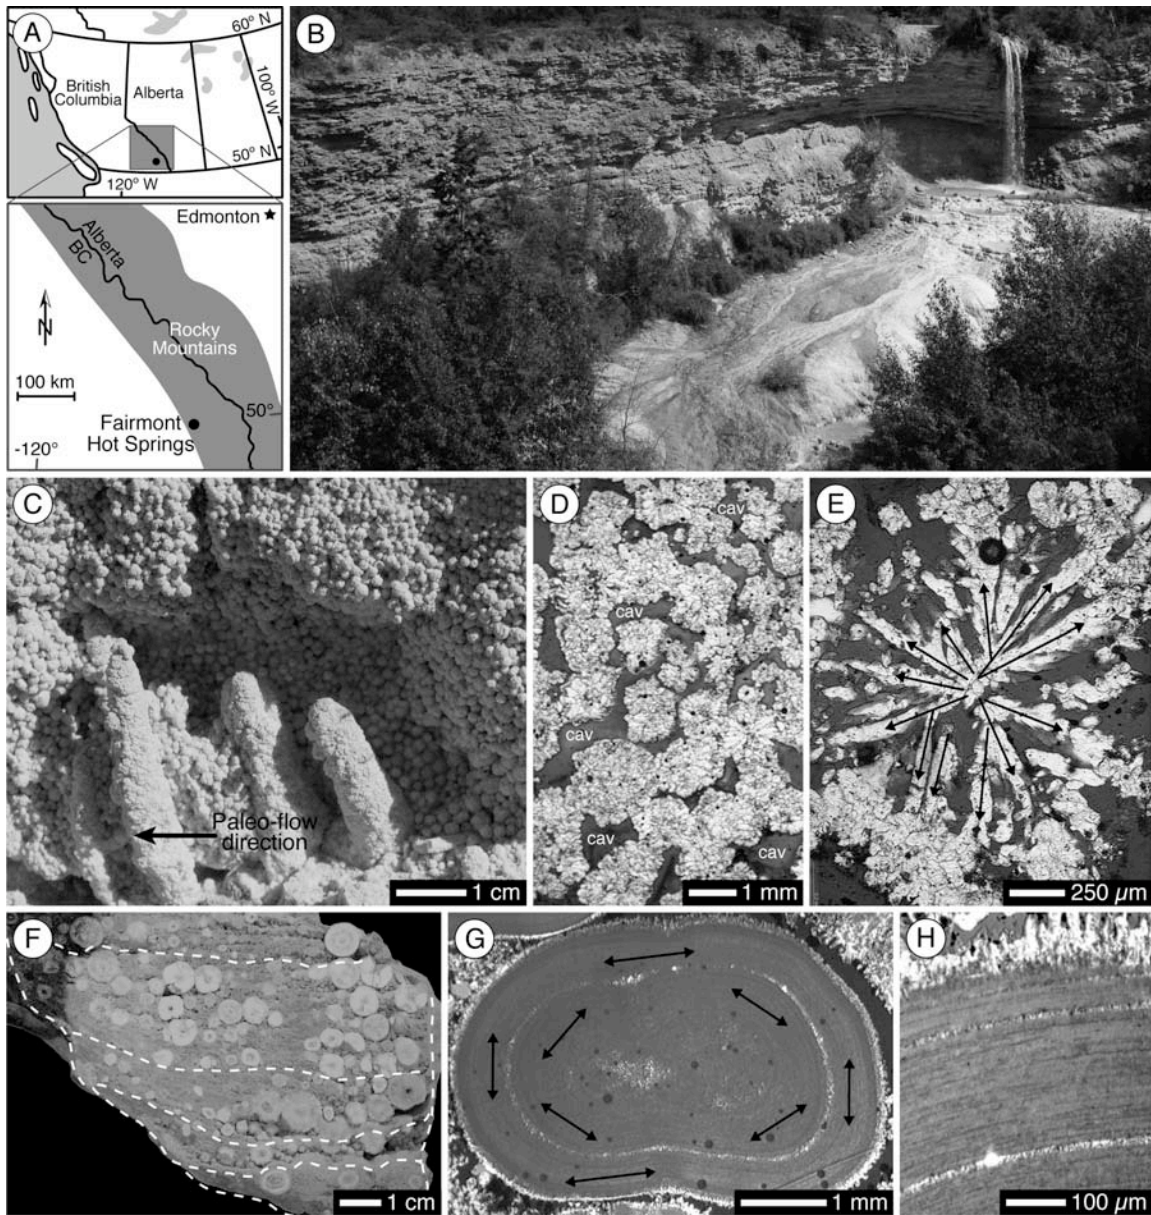 A
60° N
British
Columbia
Alberta
100° W
50° N
120° W
Edmonton
Alberta
BC
N
Rocky
Mountains
100 km
50°
Fairmont
Hot Springs
-120°
B
C
Paleo-flow
direction
1 cm
D
cav
cav
cav
cav
cav
1 mm
E
250 µm
F
1 cm
G
1 mm
H
100 µm